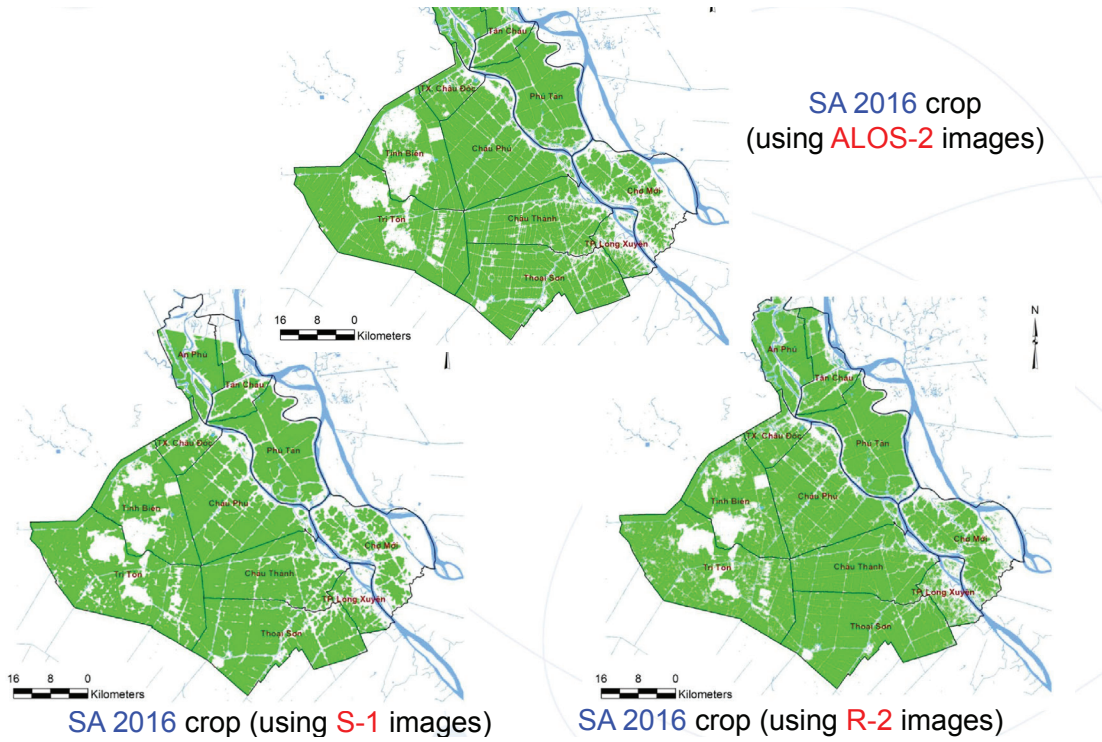 Tân Châu
TX. Châu Đốc
Phú Tân
Tịnh Biên
Châu Phú
Chợ Mới
Tri Tôn
Châu Thành
TP. Long Xuyên
Thoại Sơn
16 8 0
Kilometers
SA 2016 crop
(using ALOS-2 images)
An Phú
Tân Châu
TX. Châu Đốc
Phú Tân
Tịnh Biên
Châu Phú
Chợ Mới
Tri Tôn
Châu Thành
TP. Long Xuyên
Thoại Sơn
16 8 0
Kilometers
SA 2016 crop (using S-1 images)
N
An Phú
Tân Châu
TX. Châu Đốc
Phú Tân
Tịnh Biên
Châu Phú
Chợ Mới
Tri Tôn
Châu Thành
TP. Long Xuyên
Thoại Sơn
16 8 0
Kilometers
SA 2016 crop (using R-2 images)